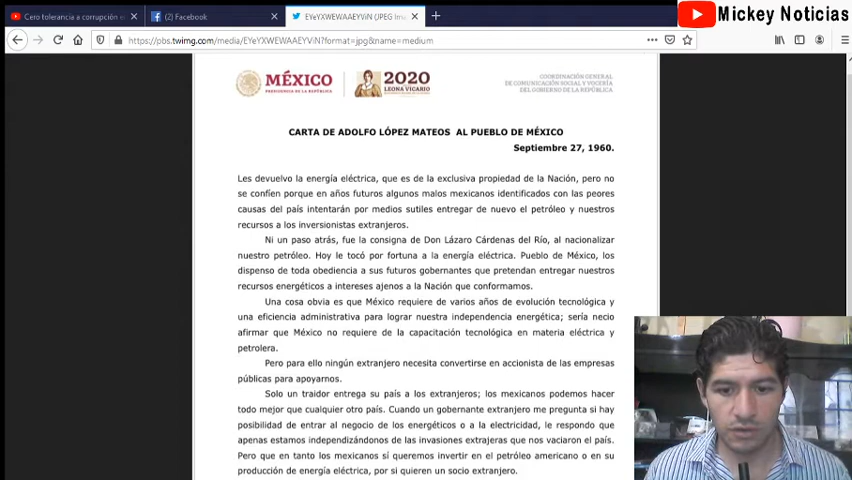 Cero tolerancia a corrupción e
Facebook
EYeYXWEWAAEYViN (JPEG Ima
Mickey Noticias
https://pbs.twimg.com/media/EYeYXWEWAAEYViN?format=jpg&name=medium
MÉXICO
PRESIDENCIA DE LA REPÚBLICA
2020
LEONA VICARIO
COORDINACIÓN GENERAL
DE COMUNICACIÓN SOCIAL Y VOCERÍA
DEL GOBIERNO DE LA REPÚBLICA
CARTA DE ADOLFO LÓPEZ MATEOS AL PUEBLO DE MÉXICO
Septiembre 27, 1960.
Les devuelvo la energía eléctrica, que es de la exclusiva propiedad de la Nación, pero no
se confíen porque en años futuros algunos malos mexicanos identificados con las peores
causas del país intentarán por medios sutiles entregar de nuevo el petróleo y nuestros
recursos a los inversionistas extranjeros.
Ni un paso atrás, fue la consigna de Don Lázaro Cárdenas del Río, al nacionalizar
nuestro petróleo. Hoy le tocó por fortuna a la energía eléctrica. Pueblo de México, los
dispenso de toda obediencia a sus futuros gobernantes que pretendan entregar nuestros
recursos energéticos a intereses ajenos a la Nación que conformamos.
Una cosa obvia es que México requiere de varios años de evolución tecnológica y
una eficiencia administrativa para lograr nuestra independencia energética; sería necio
afirmar que México no requiere de la capacitación tecnológica en materia eléctrica y
petrolera.
Pero para ello ningún extranjero necesita convertirse en accionista de las empresas
públicas para apoyarnos.
Solo un traidor entrega su país a los extranjeros; los mexicanos podemos hacer
todo mejor que cualquier otro país. Cuando un gobernante extranjero me pregunta si hay
posibilidad de entrar al negocio de los energéticos o a la electricidad, le respondo que
apenas estamos independizándonos de las invasiones extrajeras que nos vaciaron el país.
Pero que en tanto los mexicanos sí queremos invertir en el petróleo americano o en su
producción de energía eléctrica, por si quieren un socio extranjero.